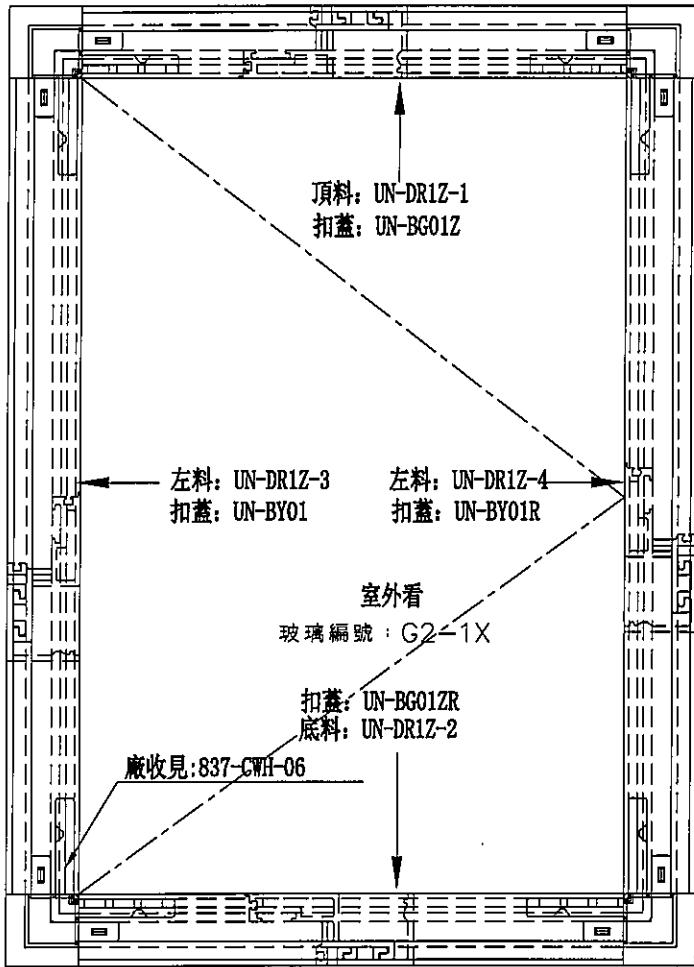 頂料: UN-DR1Z-1
扣蓋: UN-BG01Z
左料: UN-DR1Z-3
扣蓋: UN-BY01
左料: UN-DR1Z-4
扣蓋: UN-BY01R
室外看
玻璃編號:G2-1X
扣蓋: UN-BG01ZR
底料: UN-DR1Z-2
廠收見:837-CWH-06